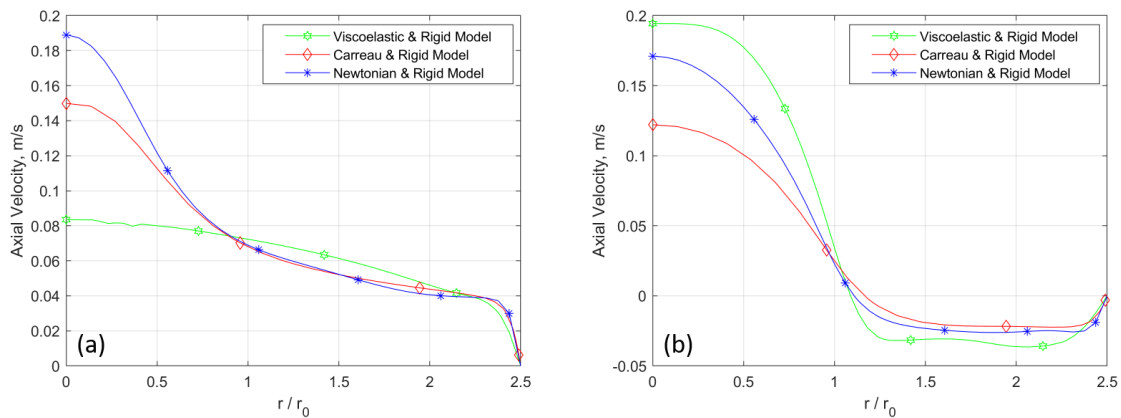 0.2
0.18
0.16
0.14
0.12
0.1
0.08
0.06
0.04
0.02
0
Axial Velocity, m/s
Viscoelastic & Rigid Model
Carreau & Rigid Model
Newtonian & Rigid Model
(a)
0 0.5 1 1.5 2 2.5
r / r0
0.2
0.15
0.1
0.05
0
-0.05
Axial Velocity, m/s
Viscoelastic & Rigid Model
Carreau & Rigid Model
Newtonian & Rigid Model
(b)
0 0.5 1 1.5 2 2.5
r / r0